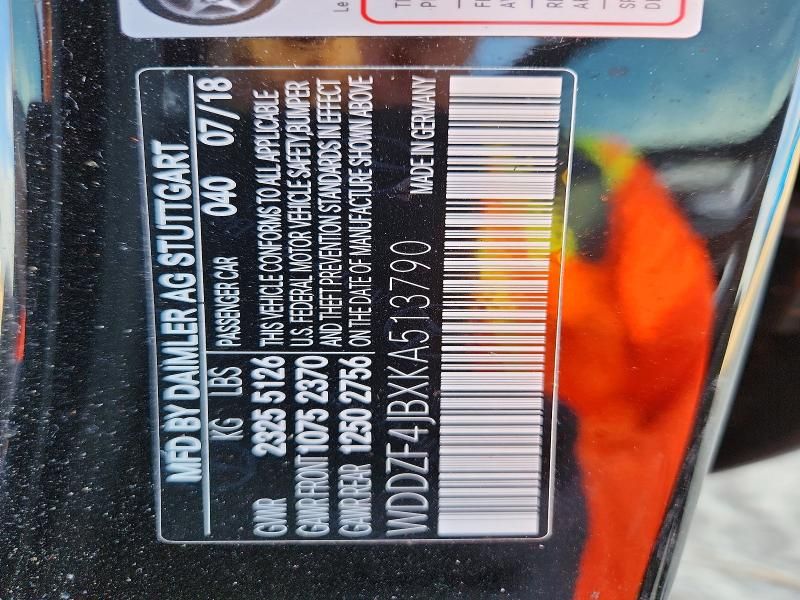 MFD BY DAIMLER AG STUTTGART
KG LBS PASSENGER CAR 040 07/18
GVWR 2325 5126 THIS VEHICLE CONFORMS TO ALL APPLICABLE
GAWR FRONT 1075 2370 U.S. FEDERAL MOTOR VEHICLE SAFETY, BUMPER
GAWR REAR 1250 2756 AND THEFT PREVENTION STANDARDS IN EFFECT
ON THE DATE OF MANUFACTURE SHOWN ABOVE
WDDZF4JBXKA513790 MADE IN GERMANY
Le